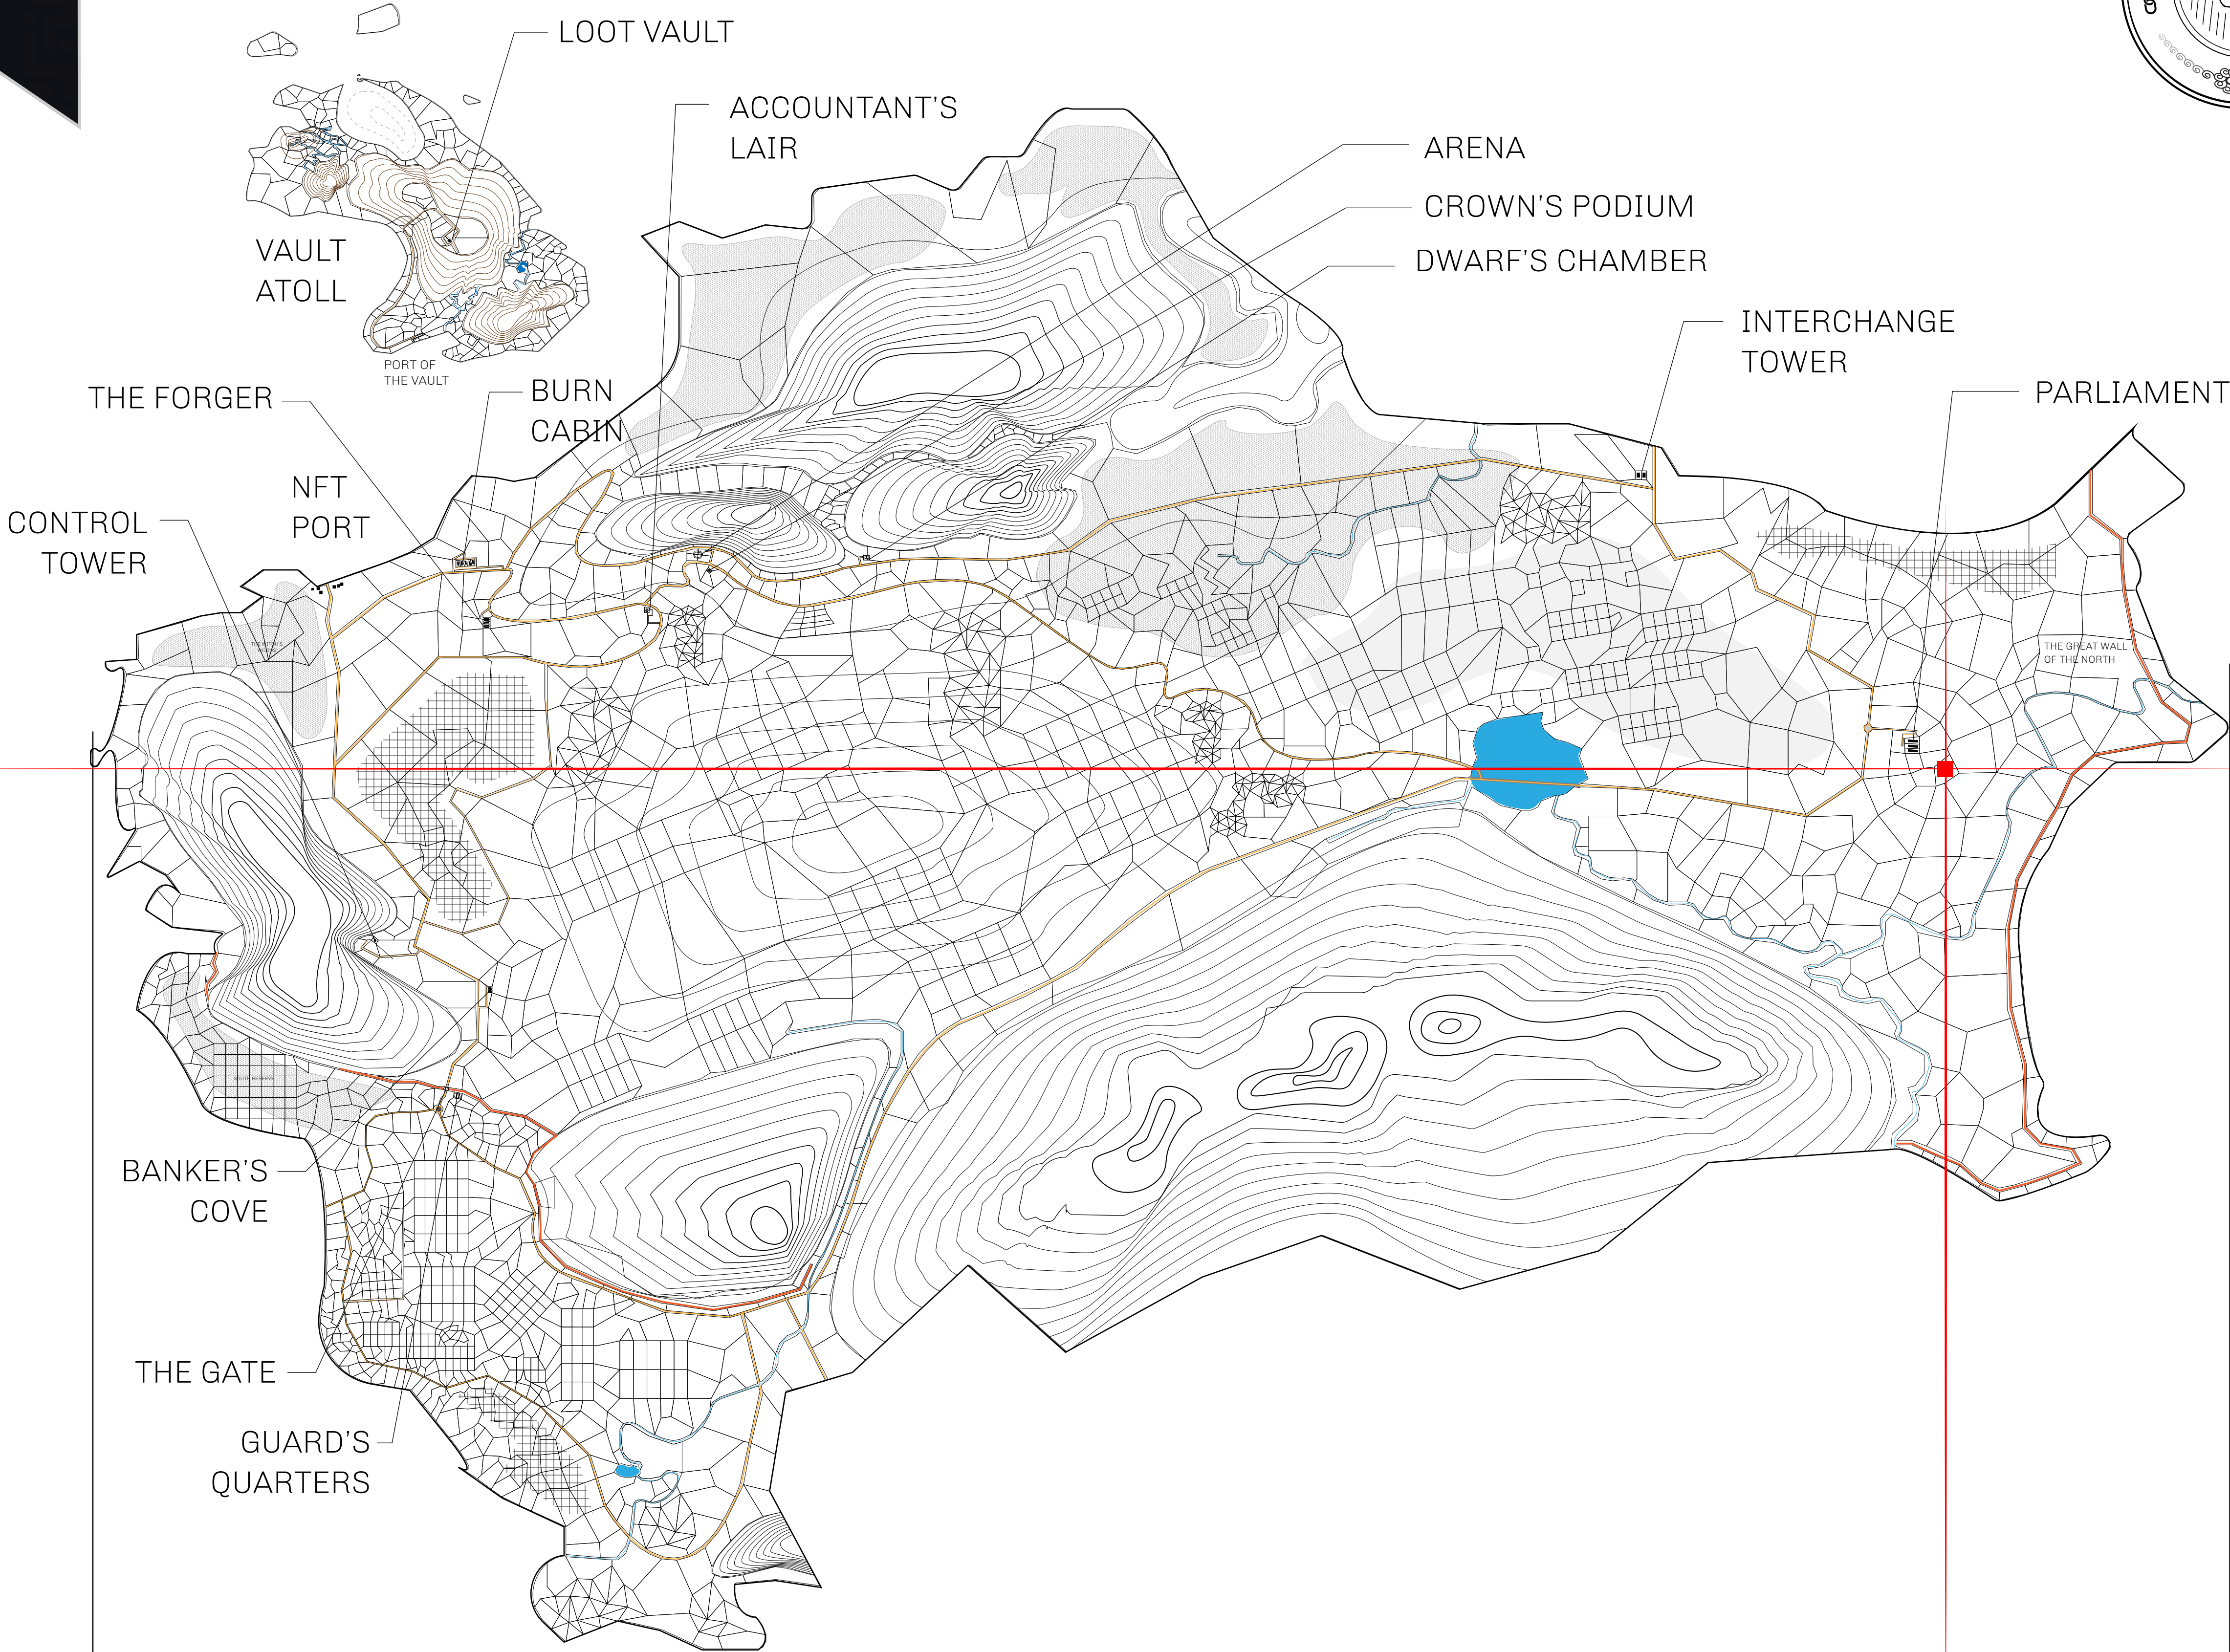 LOOT VAULT
ACCOUNTANT'S
LAIR
ARENA
CROWN'S PODIUM
DWARF'S CHAMBER
VAULT
ATOLL
INTERCHANGE
TOWER
PORT OF
THE VAULT
PARLIAMENT
THE FORGER
BURN
CABIN
NFT
PORT
CONTROL
TOWER
THE GREAT WALL
OF THE NORTH
SOUTH RESERVE
BANKER'S
COVE
THE GATE
GUARD'S
QUARTERS